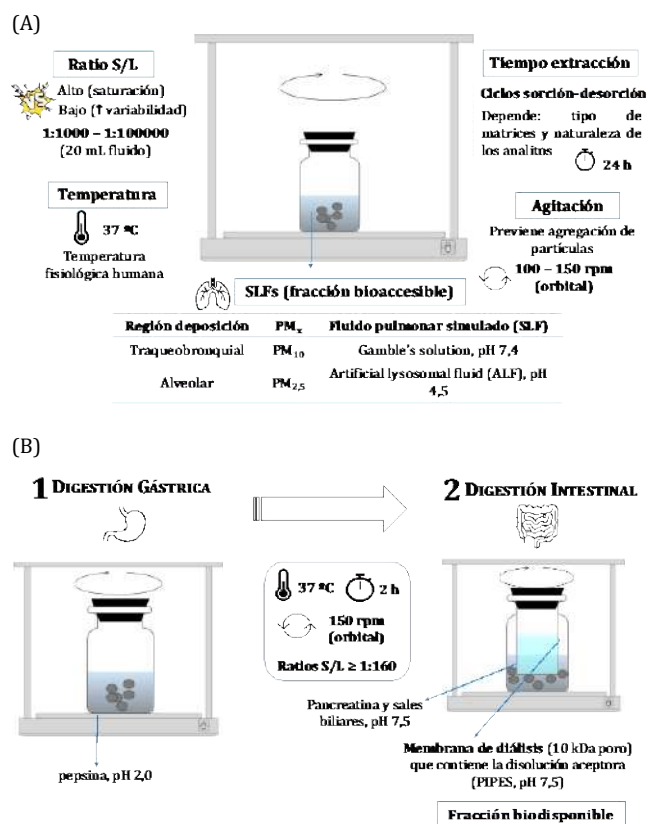 (A)
Ratio S/L
Alto (saturación)
Bajo (↑ variabilidad)
1:1000 – 1:100000
(20 mL fluido)
Temperatura
37 ºC
Temperatura
fisiológica humana
Tiempo extracción
Ciclos sorción-desorción
Depende: tipo de
matrices y naturaleza de
los analitos
24 h
Agitación
Previene agregación de
partículas
100 – 150 rpm
(orbital)
SLFs (fracción bioaccesible)
Región deposición PMx Fluido pulmonar simulado (SLF)
Traqueobronquial PM10 Gamble's solution, pH 7,4
Alveolar PM2,5 Artificial lysosomal fluid (ALF), pH
4,5
(B)
1 DIGESTIÓN GÁSTRICA
2 DIGESTIÓN INTESTINAL
37 ºC 2 h
150 rpm
(orbital)
Ratios S/L ≥ 1:160
pepsina, pH 2,0
Pancreatina y sales
biliares, pH 7,5
Membrana de diálisis (10 kDa poro)
que contiene la disolución aceptora
(PIPES, pH 7,5)
Fracción biodisponible